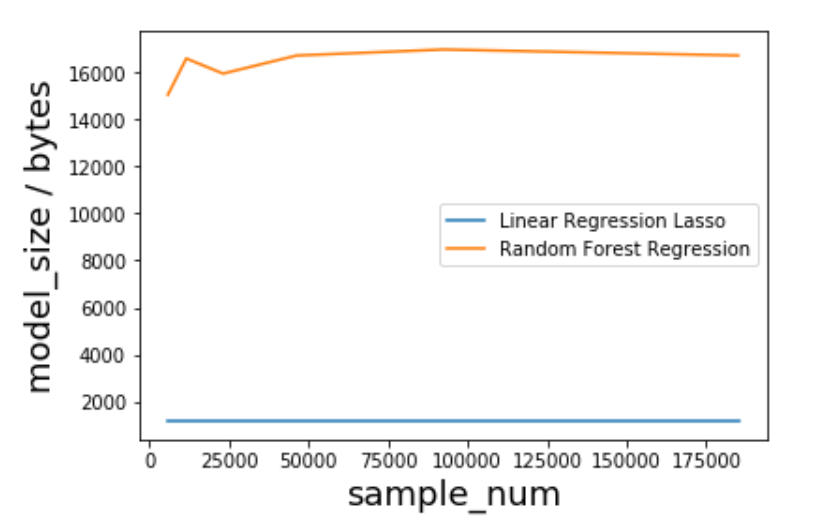 16000
14000
12000
10000
8000
6000
4000
2000
model_size / bytes
Linear Regression Lasso
Random Forest Regression
0 25000 50000 75000 100000 125000 150000 175000
sample_num